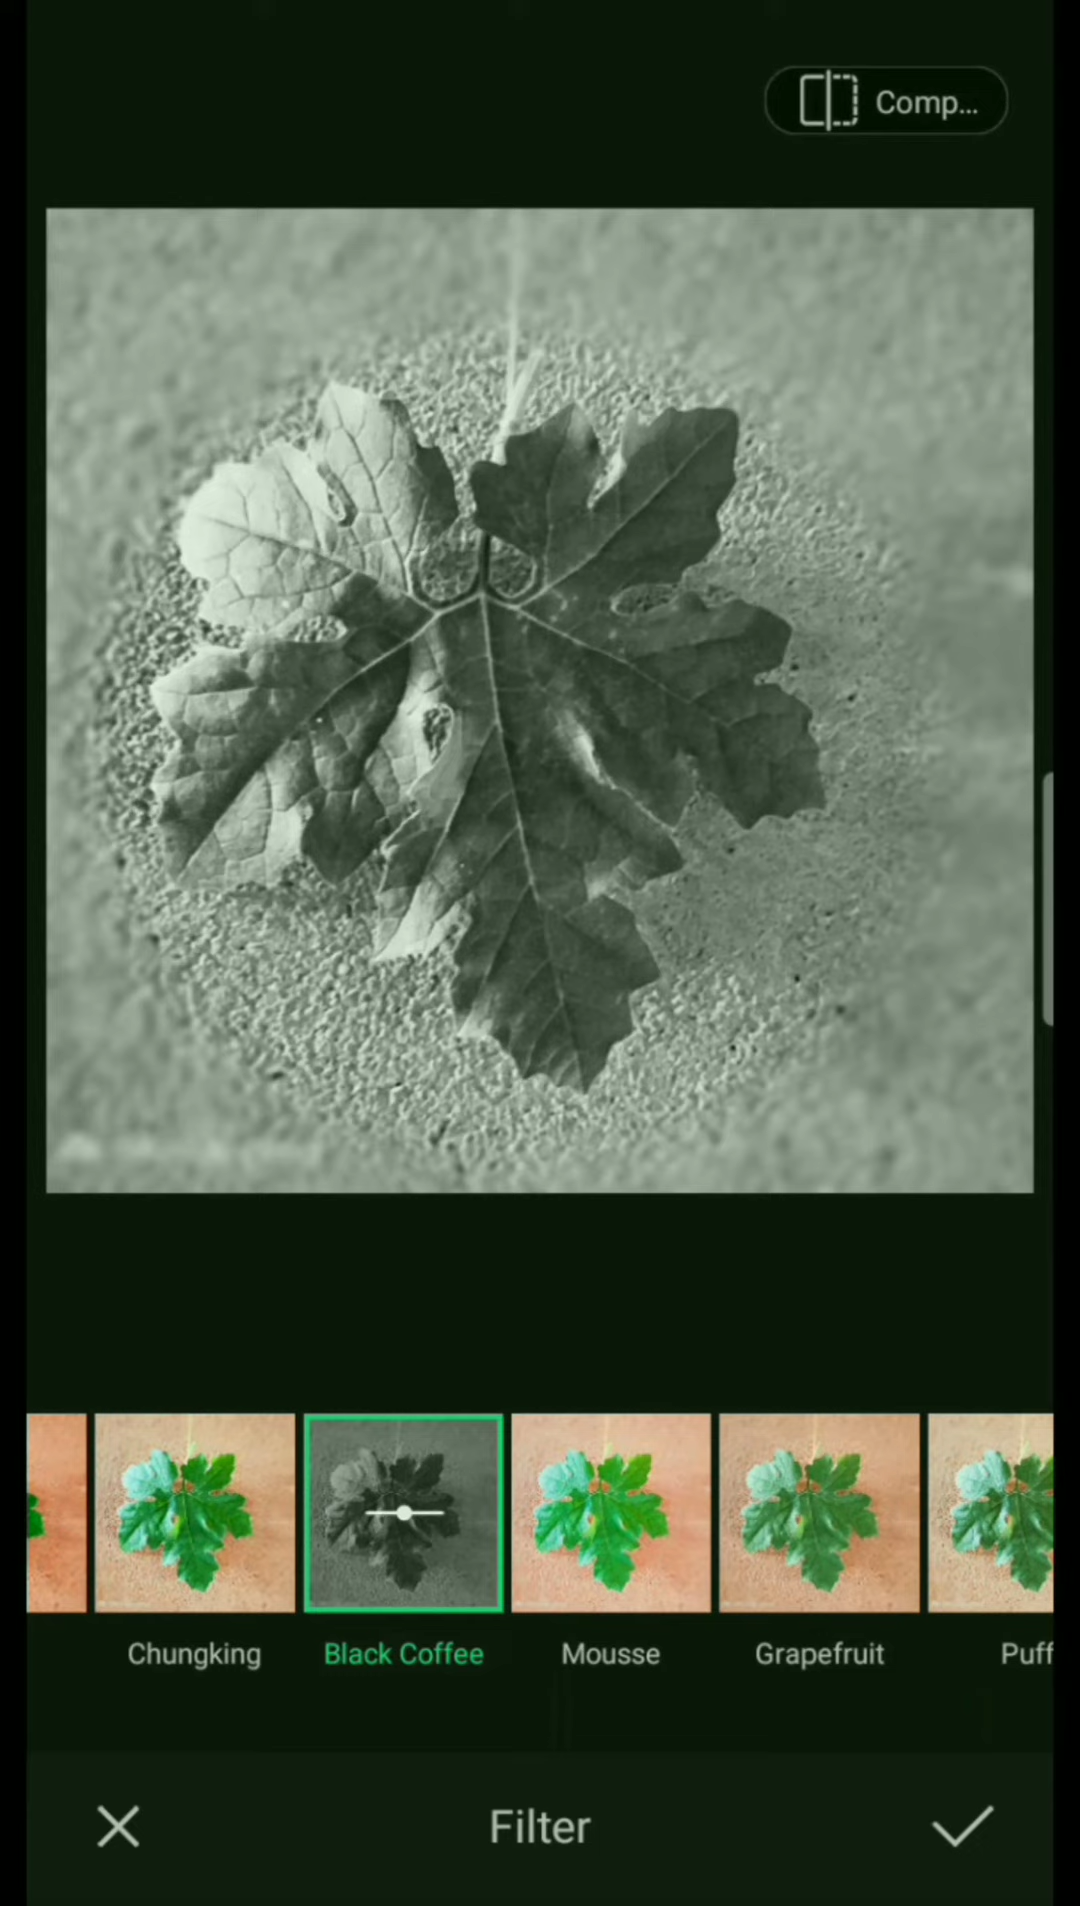 Comp...
Chungking
Black Coffee
Mousse
Grapefruit
Puff
Filter